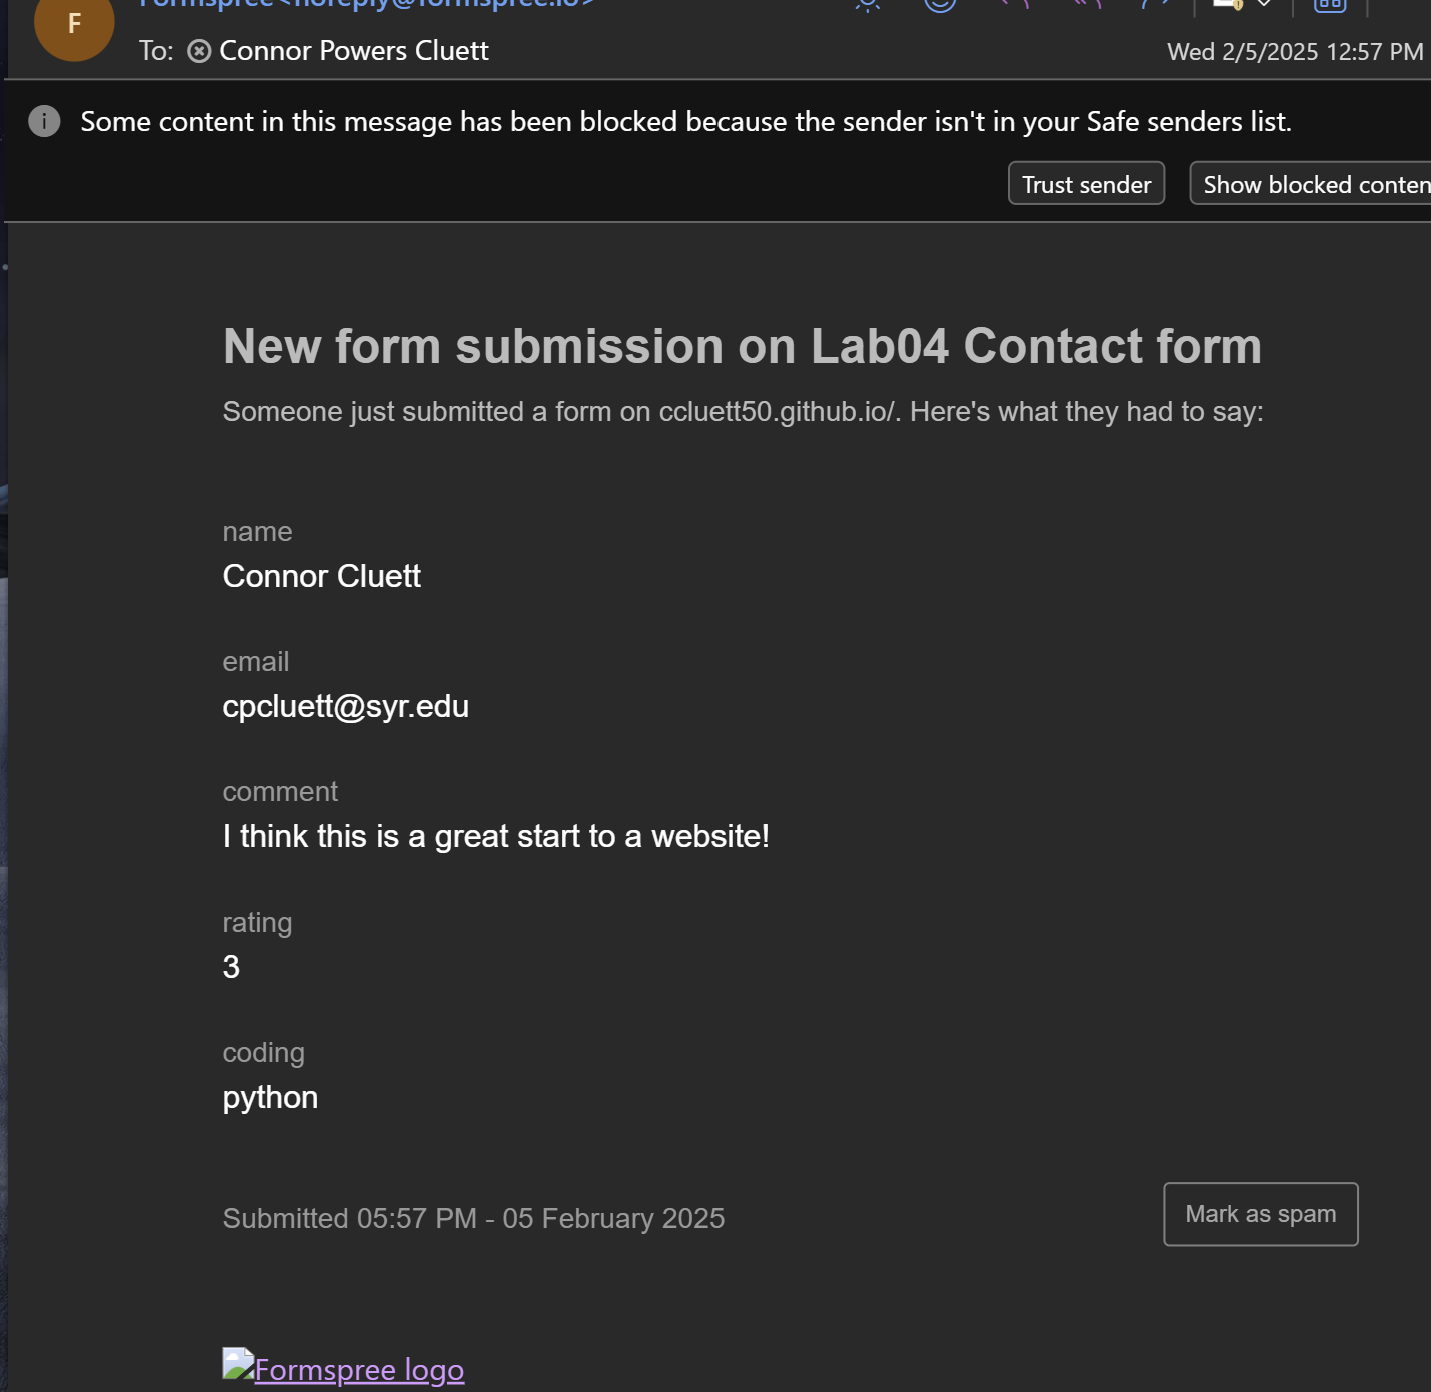 F
Formspree<noreply@formspree.io>
To: Connor Powers Cluett
Wed 2/5/2025 12:57 PM
Some content in this message has been blocked because the sender isn't in your Safe senders list.
Trust sender
Show blocked conten
New form submission on Lab04 Contact form
Someone just submitted a form on ccluett50.github.io/. Here's what they had to say:
name
Connor Cluett
email
cpcluett@syr.edu
comment
I think this is a great start to a website!
rating
3
coding
python
Submitted 05:57 PM - 05 February 2025
Mark as spam
Formspree logo